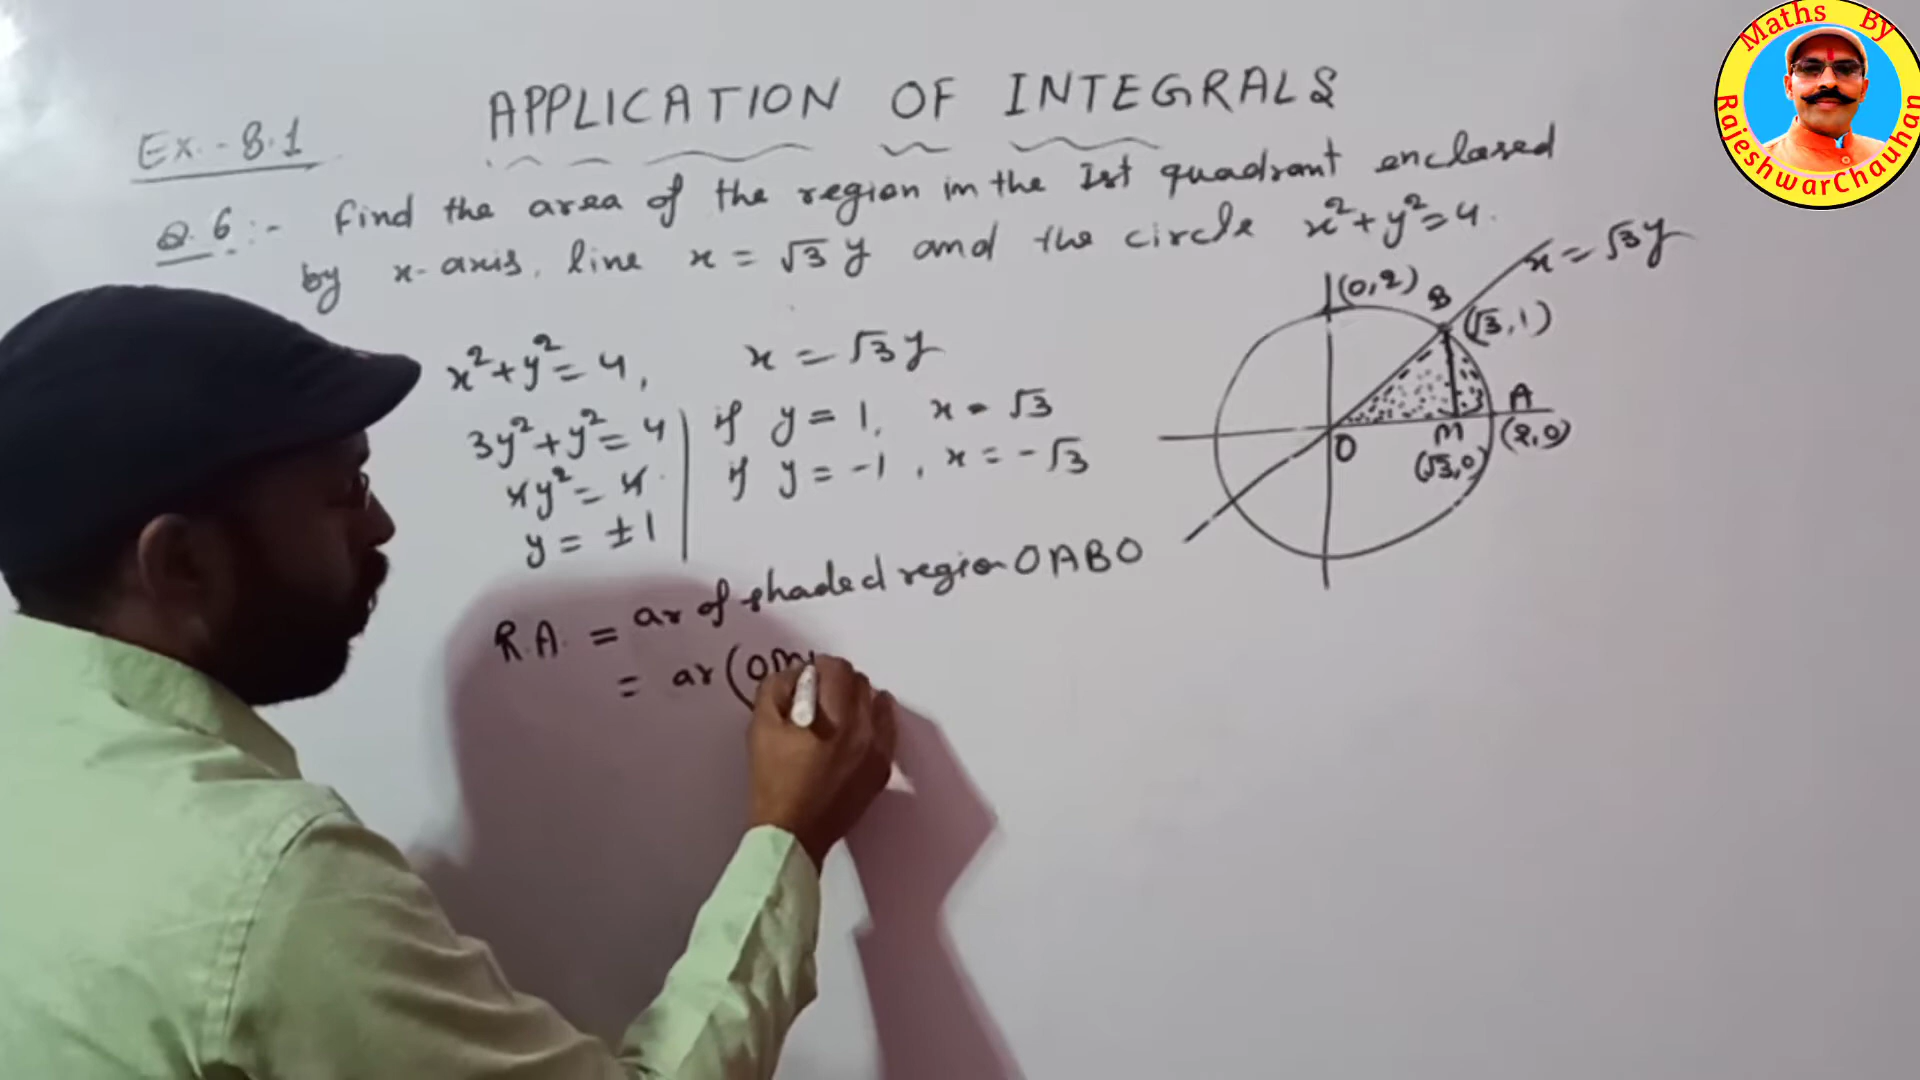 APPLICATION OF INTEGRALS
Ex.-8.1
Q.6:- Find the area of the region in the Ist quadrant enclosed
by x-axis, line x = √3 y and the circle x²+y²=4.
x²+y²=4, x = √3 y
3y²+y²=4 if y = 1, x = √3
4y²=4 if y = -1, x = -√3
y = ±1
R.A. = ar of shaded region OABO
= ar (OM
(0,2)
B
x = √3y
(√3,1)
A
O
M
(2,0)
(√3,0)
Maths By
RajeshwarChauhan